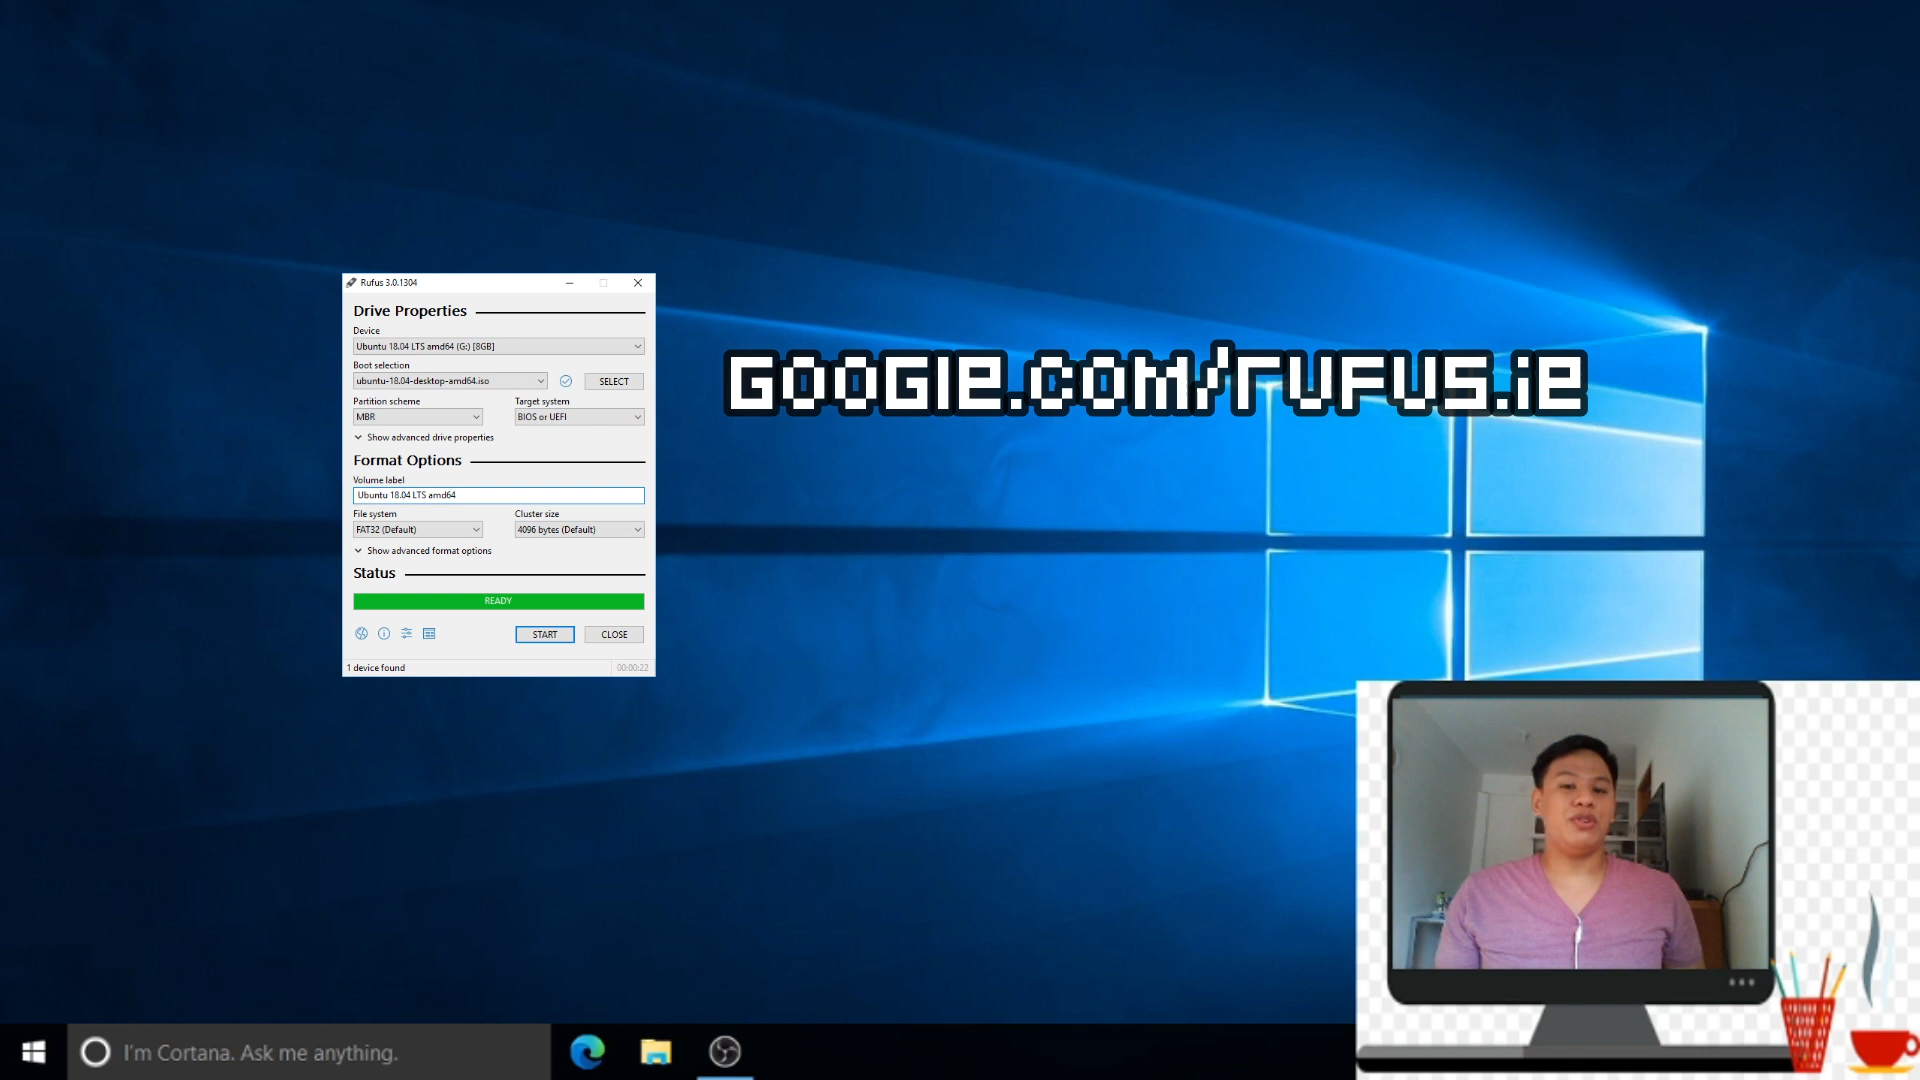 Rufus 3.0.1304
Drive Properties
Device
Ubuntu 18.04 LTS amd64 (G:) [8GB]
Boot selection
ubuntu-18.04-desktop-amd64.iso
SELECT
Partition scheme
Target system
MBR
BIOS or UEFI
Show advanced drive properties
Format Options
Volume label
Ubuntu 18.04 LTS amd64
File system
Cluster size
FAT32 (Default)
4096 bytes (Default)
Show advanced format options
Status
READY
START
CLOSE
1 device found
00:00:22
GOOGlE.COM/rUFUS.iE
I'm Cortana. Ask me anything.